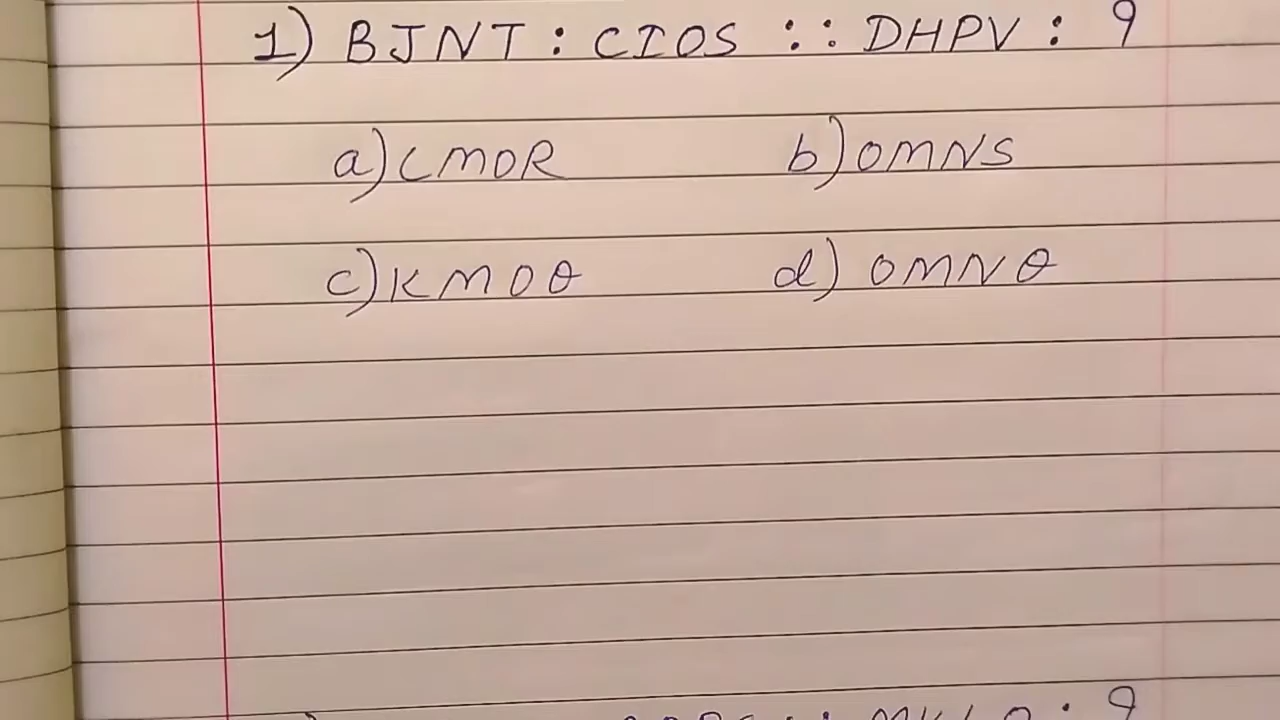 1) BJNT : CIOS :: DHPV : ?
a) CMOR b) OMNS
c) KMOQ d) OMNQ